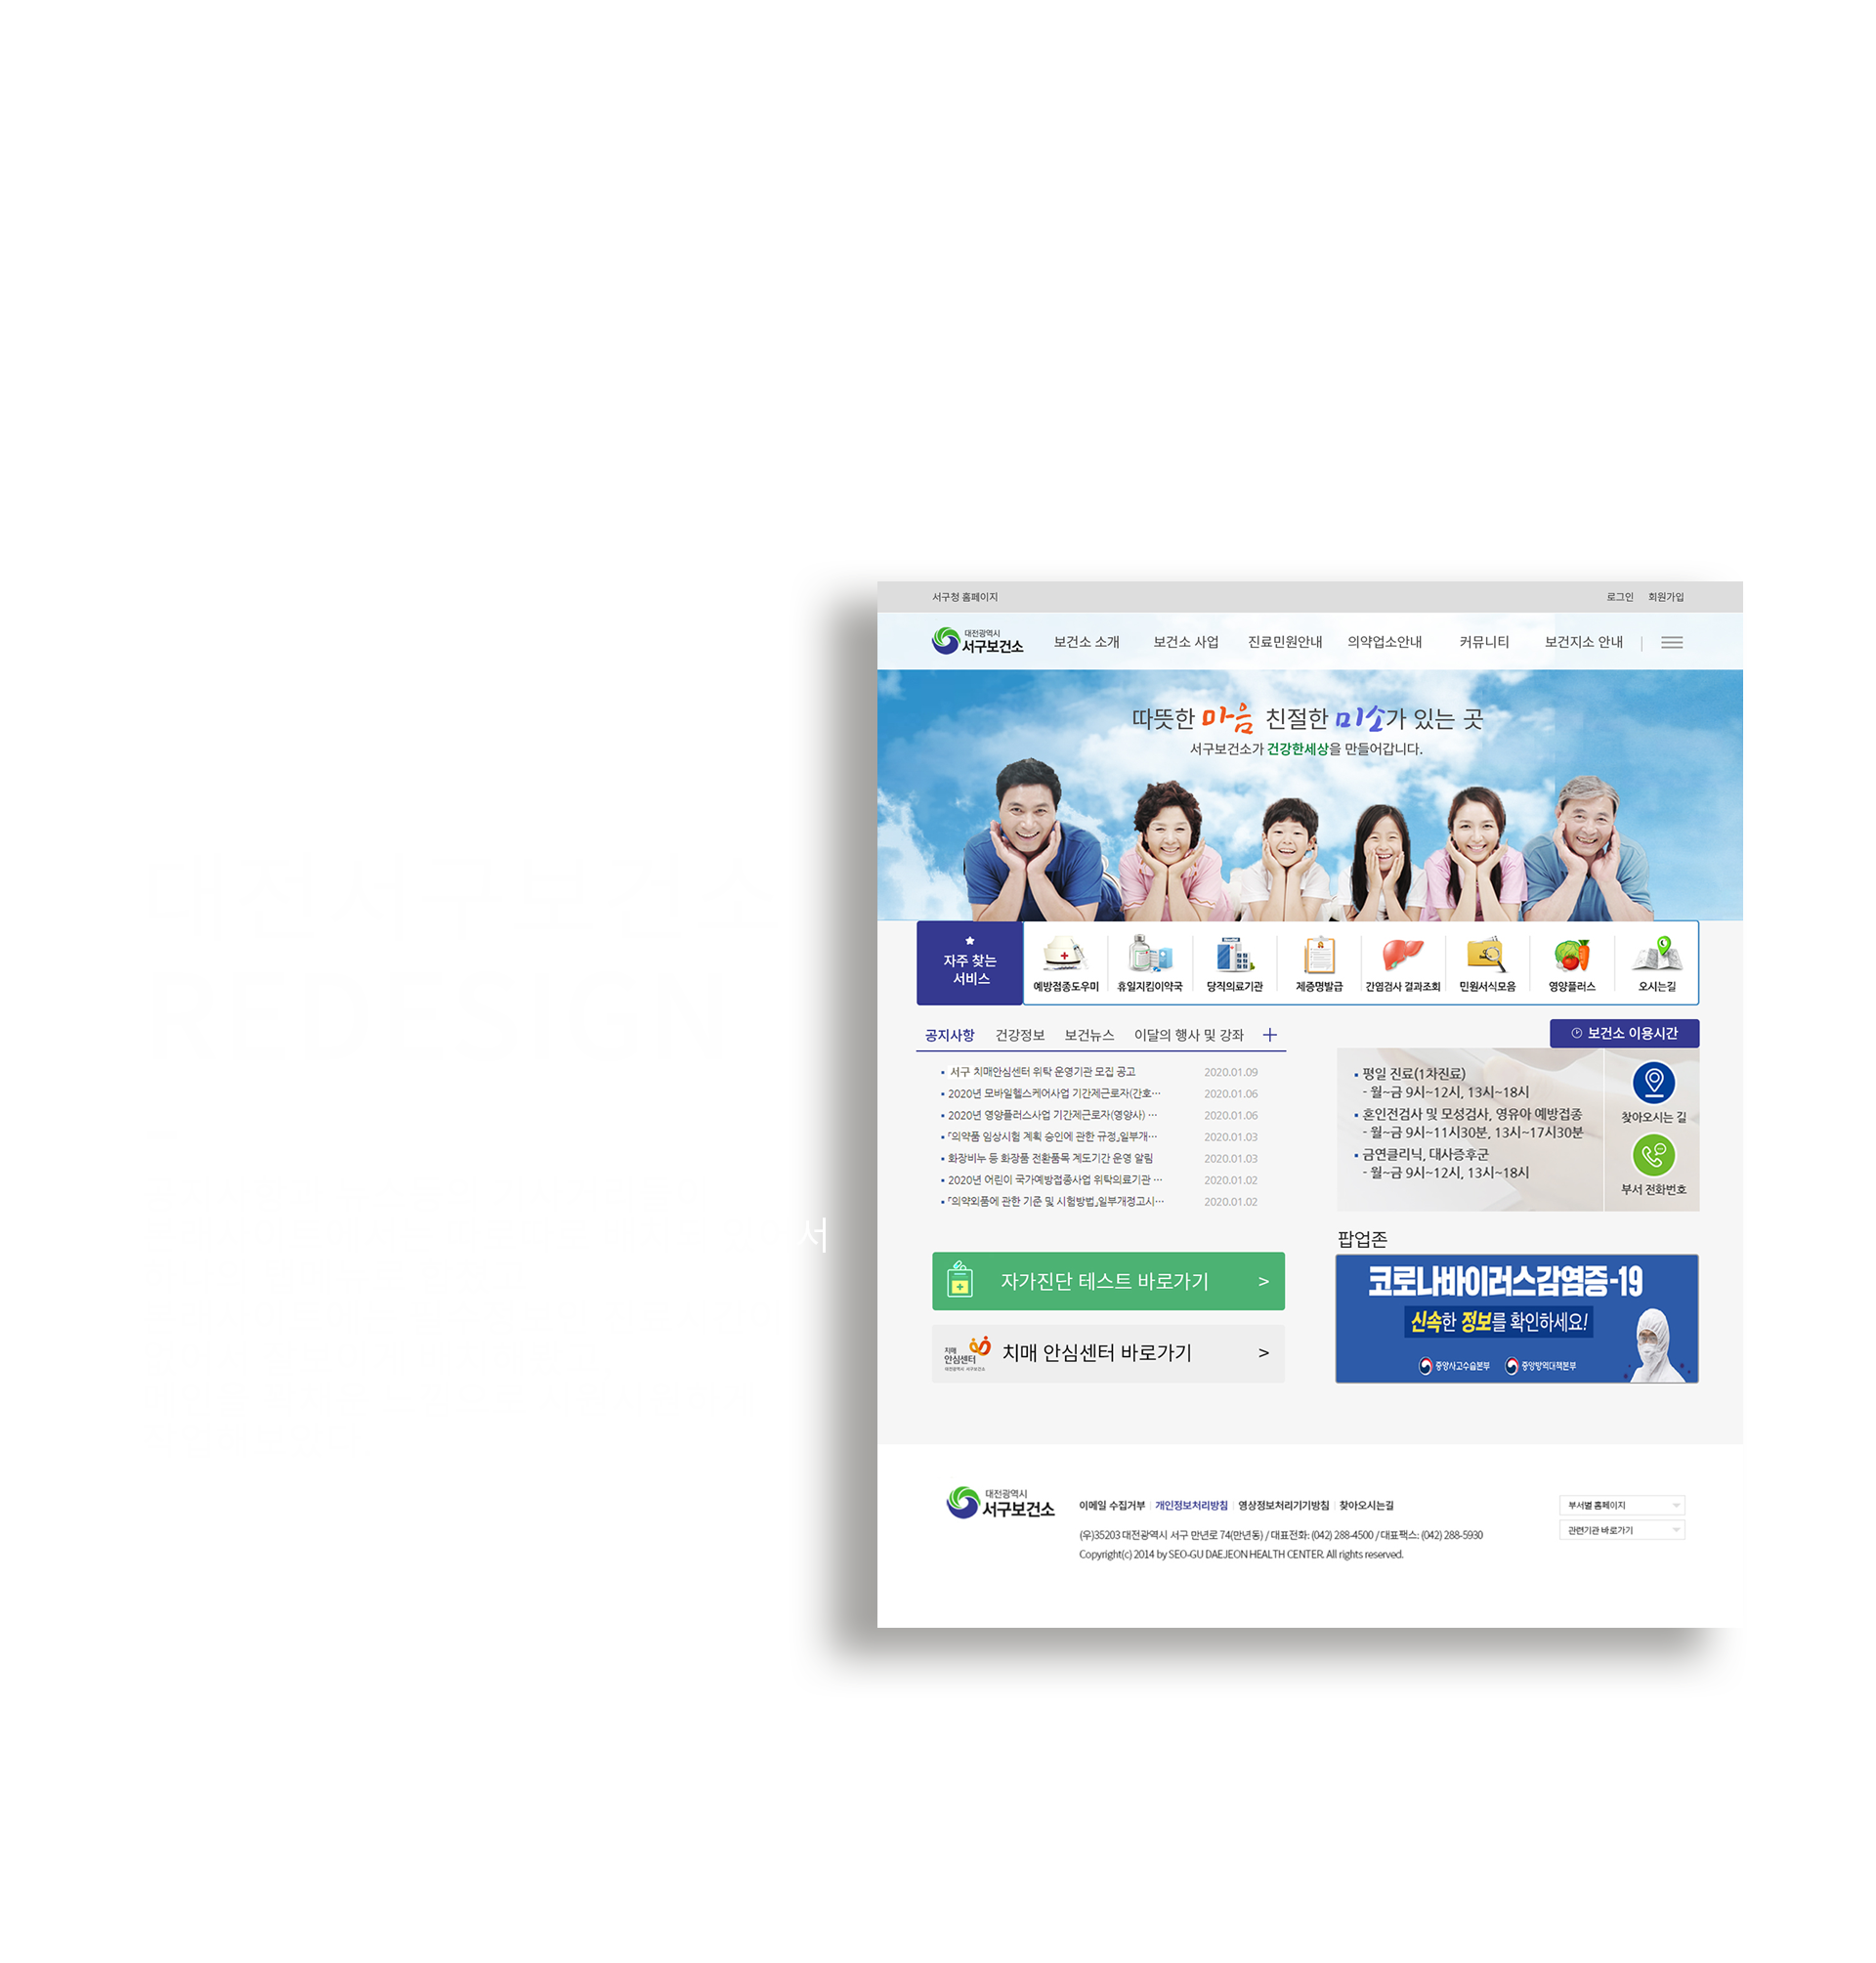 서구청 홈페이지 로그인 회원가입
대전광역시
서구보건소 보건소 소개 보건소 사업 진료민원안내 의약업소안내 커뮤니티 보건지소 안내
따뜻한 마음 친절한 미소가 있는 곳
서구보건소가 건강한세상을 만들어갑니다.
자주 찾는
서비스
예방접종도우미 휴일지킴이약국 당직의료기관 제증명발급 간염검사 결과조회 민원서식모음 영양플러스 오시는길
공지사항 건강정보 보건뉴스 이달의 행사 및 강좌 +
서구 치매안심센터 위탁 운영기관 모집 공고 2020.01.09
2020년 모바일헬스케어사업 기간제근로자(간호… 2020.01.06
2020년 영양플러스사업 기간제근로자(영양사) … 2020.01.06
「의약품 임상시험 계획 승인에 관한 규정」일부개… 2020.01.03
화장비누 등 화장품 전환품목 계도기간 운영 알림 2020.01.03
2020년 어린이 국가예방접종사업 위탁의료기관 … 2020.01.02
「의약외품에 관한 기준 및 시험방법」일부개정고시… 2020.01.02
보건소 이용시간
평일 진료(1차진료)
- 월~금 9시~12시, 13시~18시
혼인전검사 및 모성검사, 영유아 예방접종
- 월~금 9시~11시30분, 13시~17시30분
금연클리닉, 대사증후군
- 월~금 9시~12시, 13시~18시
찾아오시는 길
부서 전화번호
서
자가진단 테스트 바로가기 >
치매
안심센터
대전광역시 서구보건소
치매 안심센터 바로가기 >
팝업존
코로나바이러스감염증-19
신속한 정보를 확인하세요!
중앙사고수습본부 중앙방역대책본부
대전광역시
서구보건소
이메일 수집거부 개인정보처리방침 영상정보처리기기방침 찾아오시는길
(우)35203 대전광역시 서구 만년로 74(만년동) / 대표전화: (042) 288-4500 / 대표팩스: (042) 288-5930
Copyright(c) 2014 by SEO-GU DAEJEON HEALTH CENTER. All rights reserved.
부서별 홈페이지
관련기관 바로가기